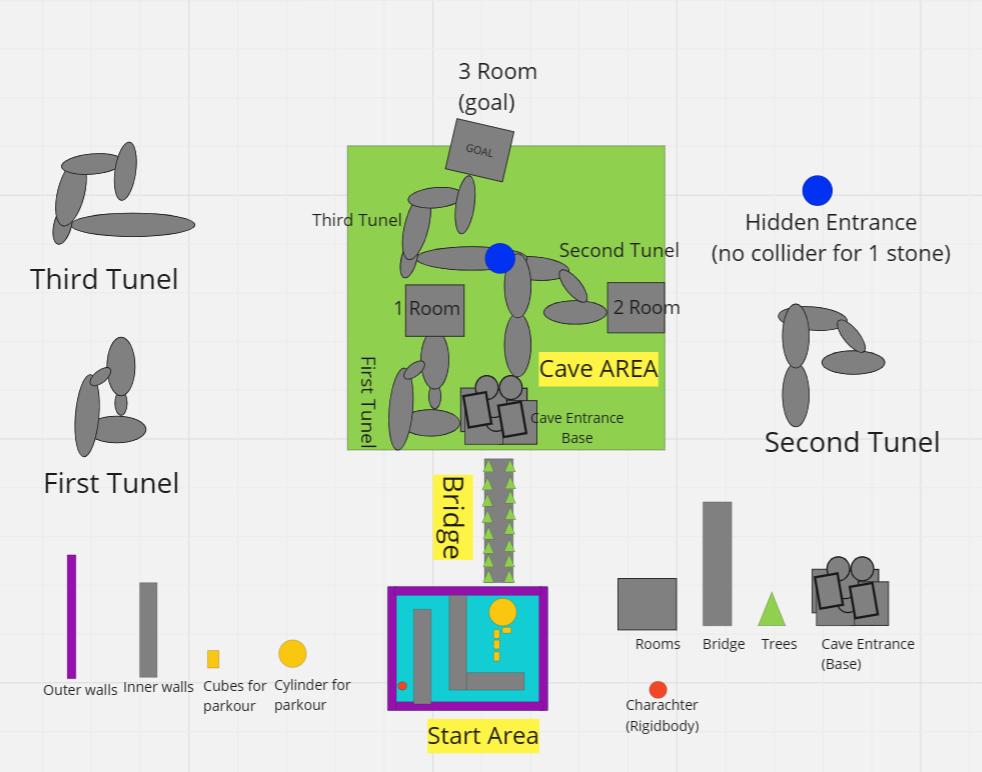 3 Room
(goal)
GOAL
Third Tunel
Second Tunel
1 Room
2 Room
First Tunel
Cave AREA
Cave Entrance
Base
Third Tunel
Hidden Entrance
(no collider for 1 stone)
First Tunel
Second Tunel
Bridge
Outer walls
Inner walls
Cubes for
parkour
Cylinder for
parkour
Start Area
Rooms
Bridge
Trees
Cave Entrance
(Base)
Charachter
(Rigidbody)